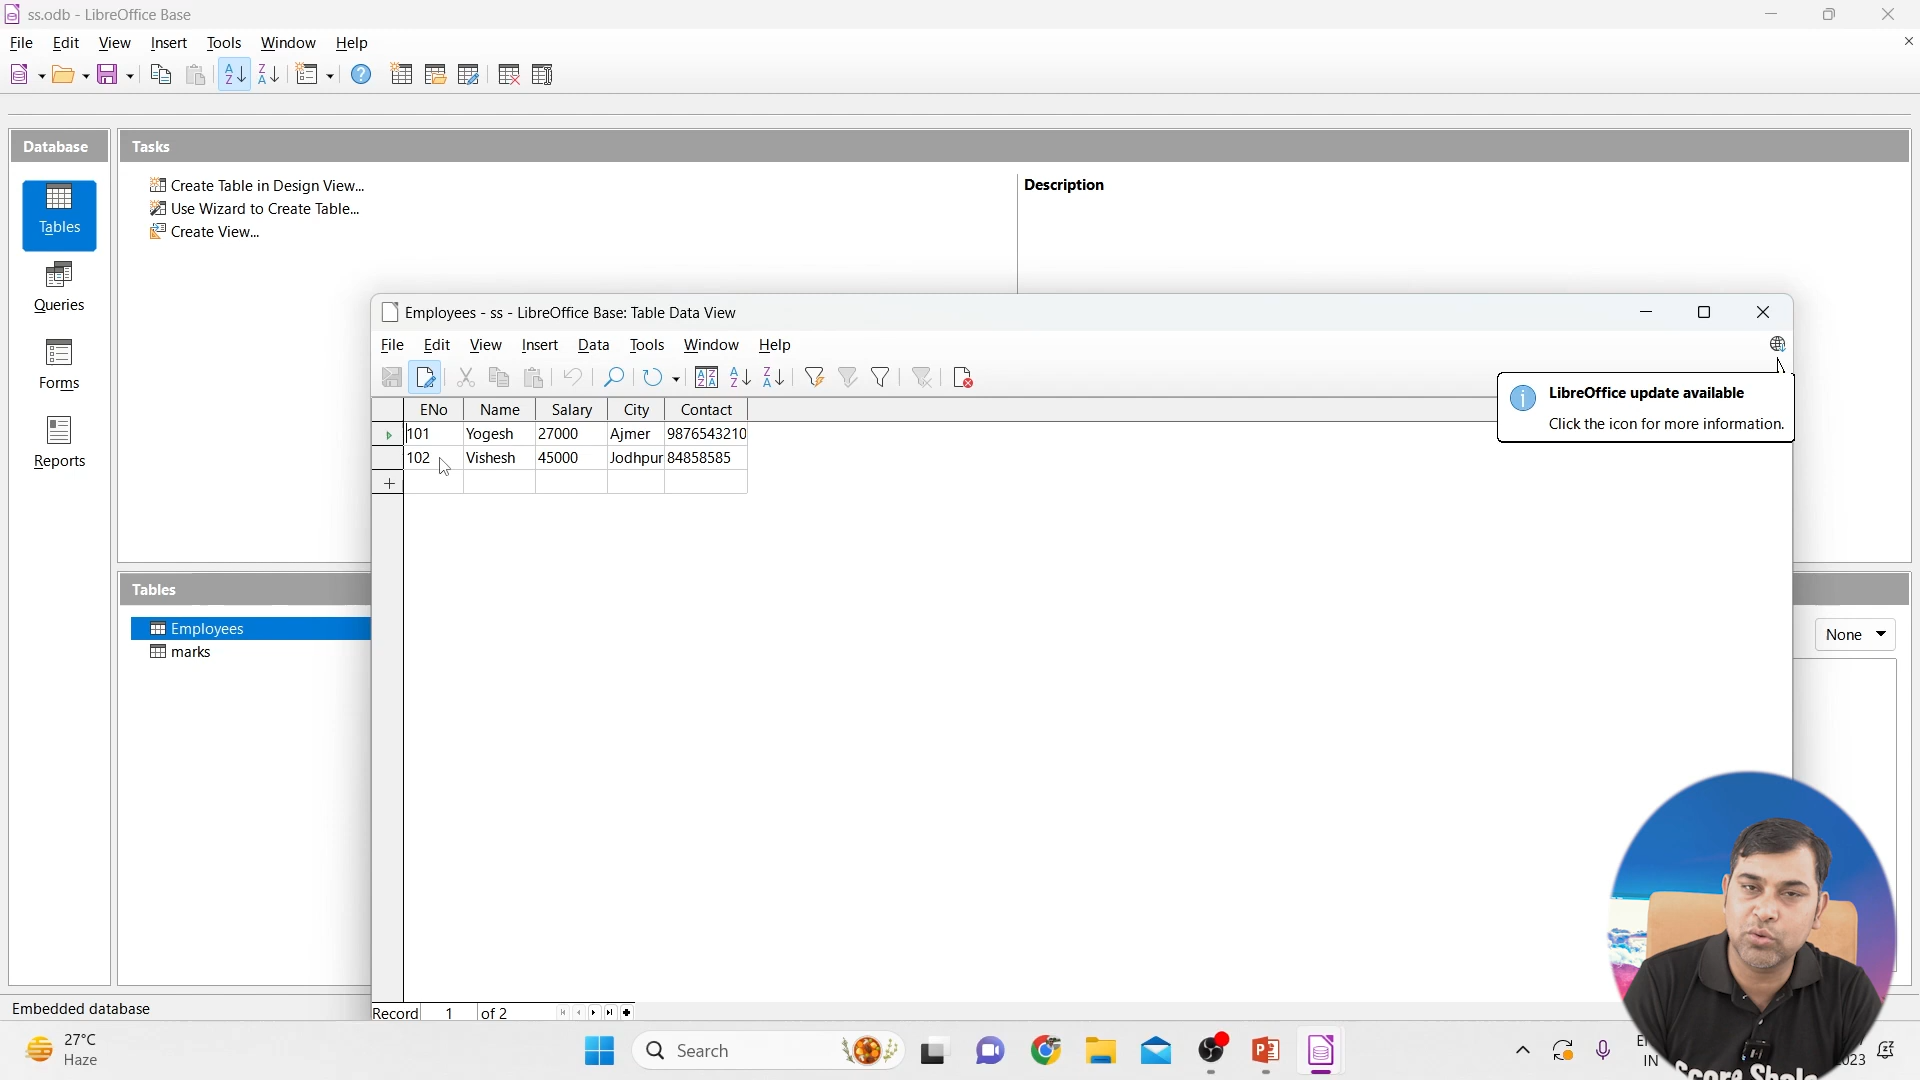 ss.odb - LibreOffice Base
File Edit View Insert Tools Window Help
Database
Tasks
Tables
Queries
Forms
Reports
Create Table in Design View...
Use Wizard to Create Table...
Create View...
Description
Employees - ss - LibreOffice Base: Table Data View
File Edit View Insert Data Tools Window Help
LibreOffice update available
Click the icon for more information.
ENo Name Salary City Contact
101 Yogesh 27000 Ajmer 9876543210
102 Vishesh 45000 Jodhpur 84858585
Tables
Employees
marks
None
Record 1 of 2
Embedded database
27°C
Haze
Search
IN